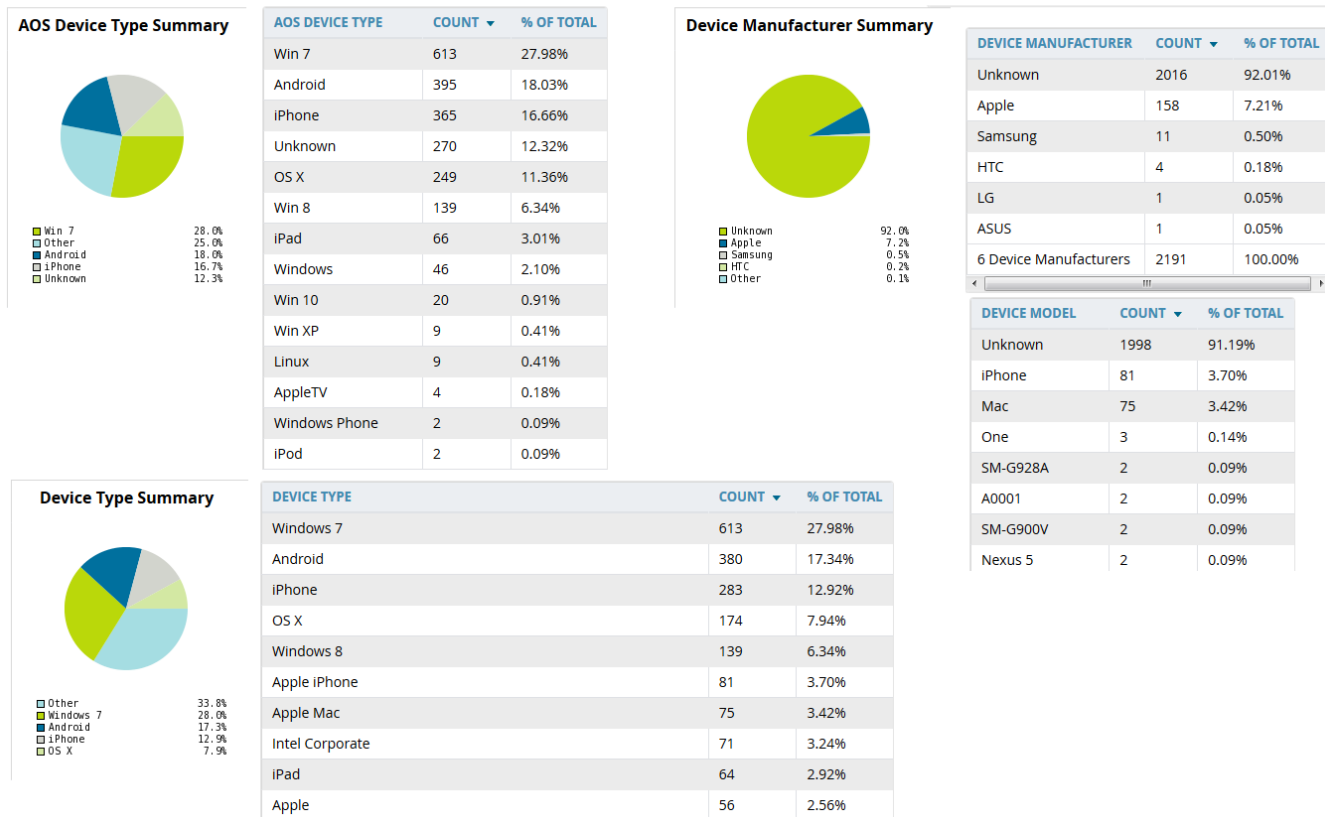 AOS Device Type Summary
Win 7 28.0%
Other 25.0%
Android 18.0%
iPhone 16.7%
Unknown 12.3%
AOS DEVICE TYPE COUNT % OF TOTAL
Win 7 613 27.98%
Android 395 18.03%
iPhone 365 16.66%
Unknown 270 12.32%
OS X 249 11.36%
Win 8 139 6.34%
iPad 66 3.01%
Windows 46 2.10%
Win 10 20 0.91%
Win XP 9 0.41%
Linux 9 0.41%
AppleTV 4 0.18%
Windows Phone 2 0.09%
iPod 2 0.09%
Device Manufacturer Summary
Unknown 92.0%
Apple 7.2%
Samsung 0.5%
HTC 0.2%
Other 0.1%
DEVICE MANUFACTURER COUNT % OF TOTAL
Unknown 2016 92.01%
Apple 158 7.21%
Samsung 11 0.50%
HTC 4 0.18%
LG 1 0.05%
ASUS 1 0.05%
6 Device Manufacturers 2191 100.00%
DEVICE MODEL COUNT % OF TOTAL
Unknown 1998 91.19%
iPhone 81 3.70%
Mac 75 3.42%
One 3 0.14%
SM-G928A 2 0.09%
A0001 2 0.09%
SM-G900V 2 0.09%
Nexus 5 2 0.09%
Device Type Summary
Other 33.8%
Windows 7 28.0%
Android 17.3%
iPhone 12.9%
OS X 7.9%
DEVICE TYPE COUNT % OF TOTAL
Windows 7 613 27.98%
Android 380 17.34%
iPhone 283 12.92%
OS X 174 7.94%
Windows 8 139 6.34%
Apple iPhone 81 3.70%
Apple Mac 75 3.42%
Intel Corporate 71 3.24%
iPad 64 2.92%
Apple 56 2.56%